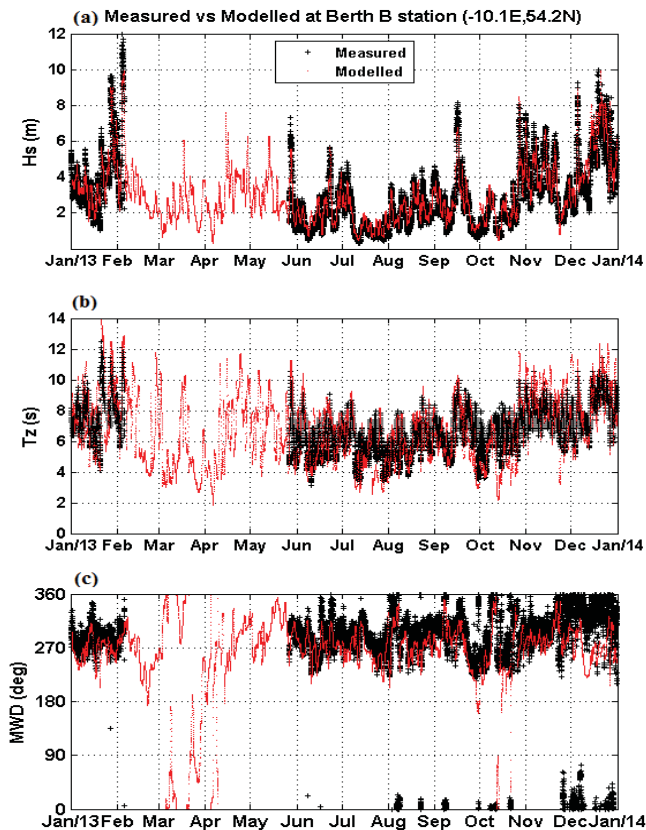 (a) Measured vs Modelled at Berth B station (-10.1E,54.2N)
Measured
Modelled
Hs (m)
12
10
8
6
4
2
Jan/13 Feb Mar Apr May Jun Jul Aug Sep Oct Nov Dec Jan/14
(b)
Tz (s)
14
12
10
8
6
4
2
0
Jan/13 Feb Mar Apr May Jun Jul Aug Sep Oct Nov Dec Jan/14
(c)
MWD (deg)
360
270
180
90
0
Jan/13 Feb Mar Apr May Jun Jul Aug Sep Oct Nov Dec Jan/14